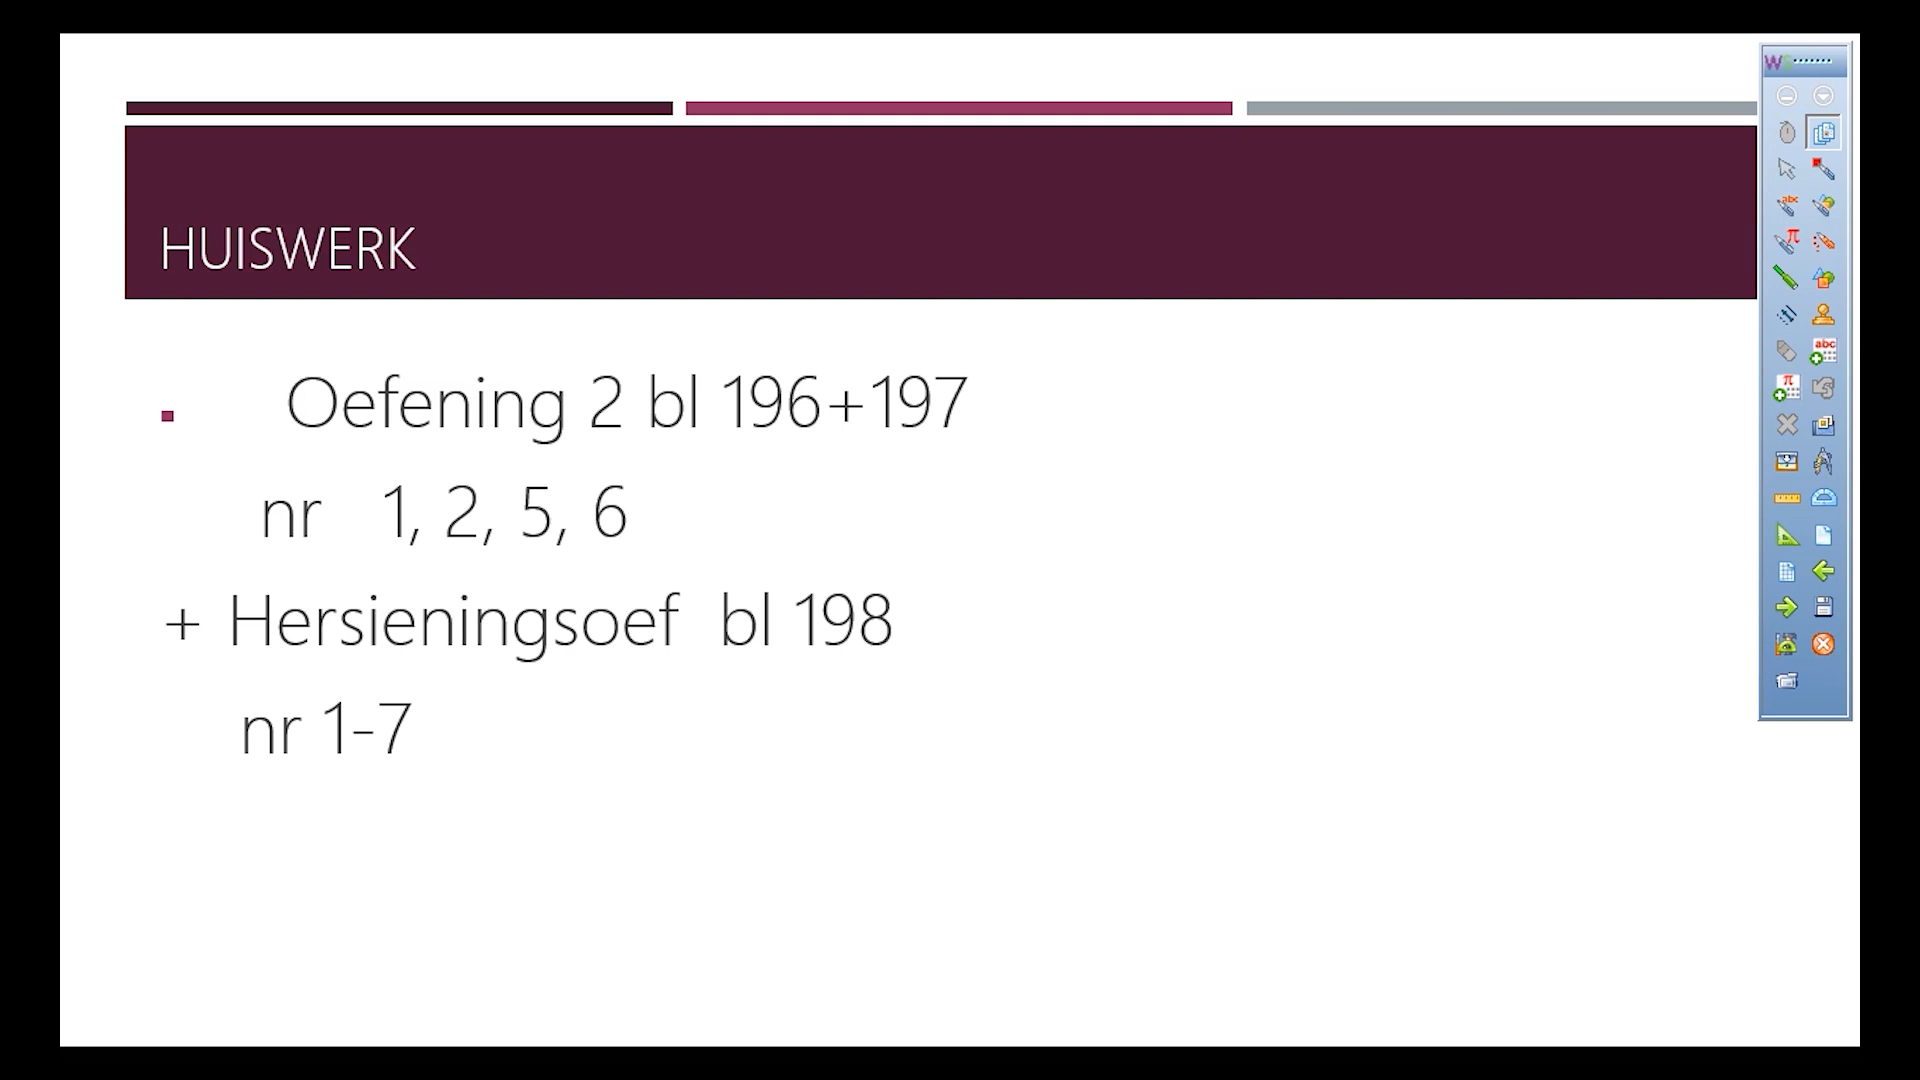 HUISWERK
▪ Oefening 2 bl 196+197
nr 1, 2, 5, 6
+ Hersieningsoef bl 198
nr 1-7